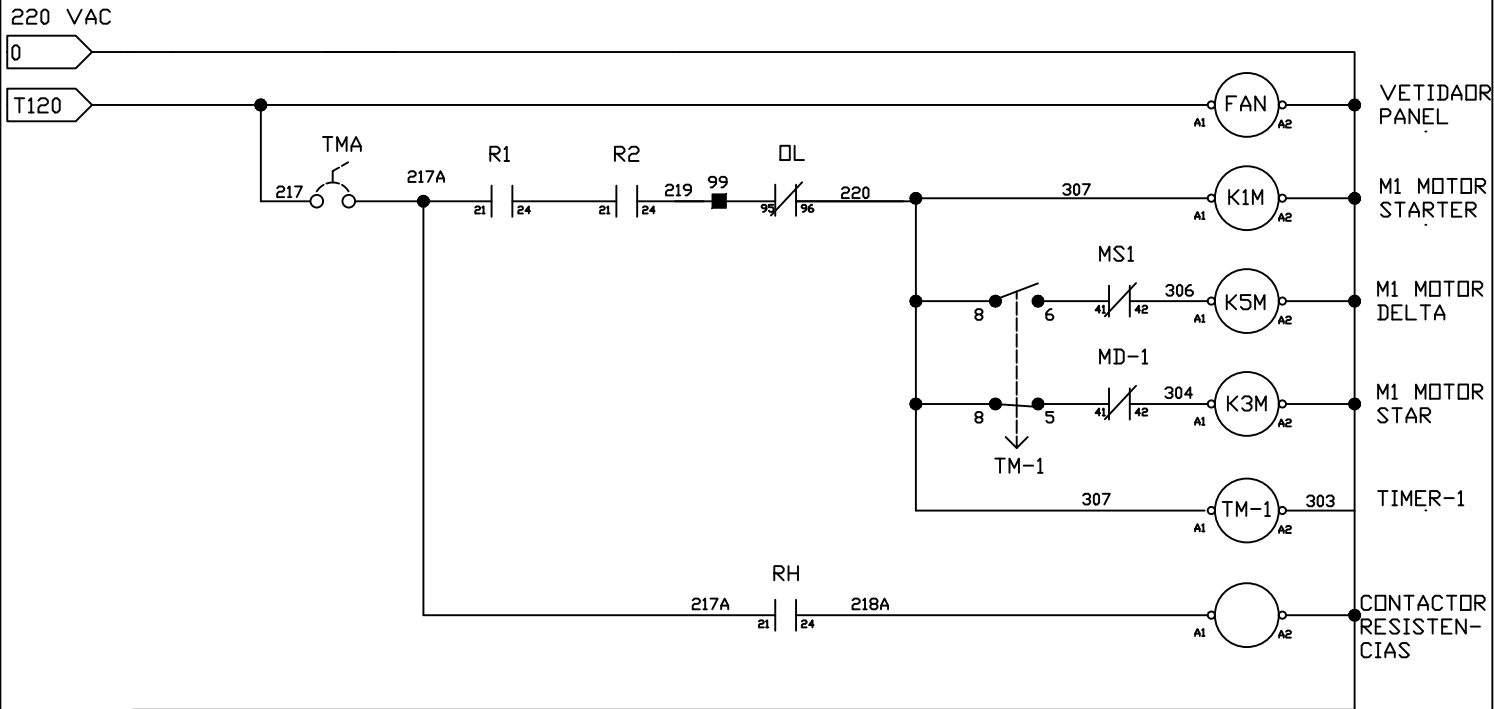 220 VAC
0
T120
FAN
A1
A2
VETIDAOR
PANEL
TMA
217
217A
R1
21
24
R2
21
24
219
99
OL
95
96
220
307
K1M
A1
A2
M1 MOTOR
STARTER
MS1
8
6
41
42
306
K5M
A1
A2
M1 MOTOR
DELTA
MD-1
8
5
41
42
304
K3M
A1
A2
M1 MOTOR
STAR
TM-1
307
TM-1
A1
A2
303
TIMER-1
RH
217A
21
24
218A
A1
A2
CONTACTOR
RESISTEN-
CIAS